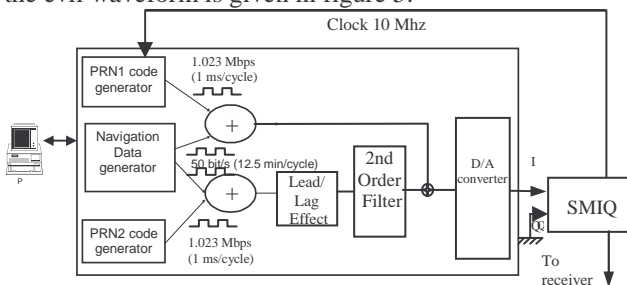 the evil waveform is given in figure 3.
Clock 10 Mhz
PRN1 code
generator
1.023 Mbps
(1 ms/cycle)
+
Navigation
Data
generator
50 bit/s (12.5 min/cycle)
+
Lead/
Lag
Effect
2nd
Order
Filter
D/A
converter
I
SMIQ
Q
P
PRN2 code
generator
1.023 Mbps
(1 ms/cycle)
To
receiver